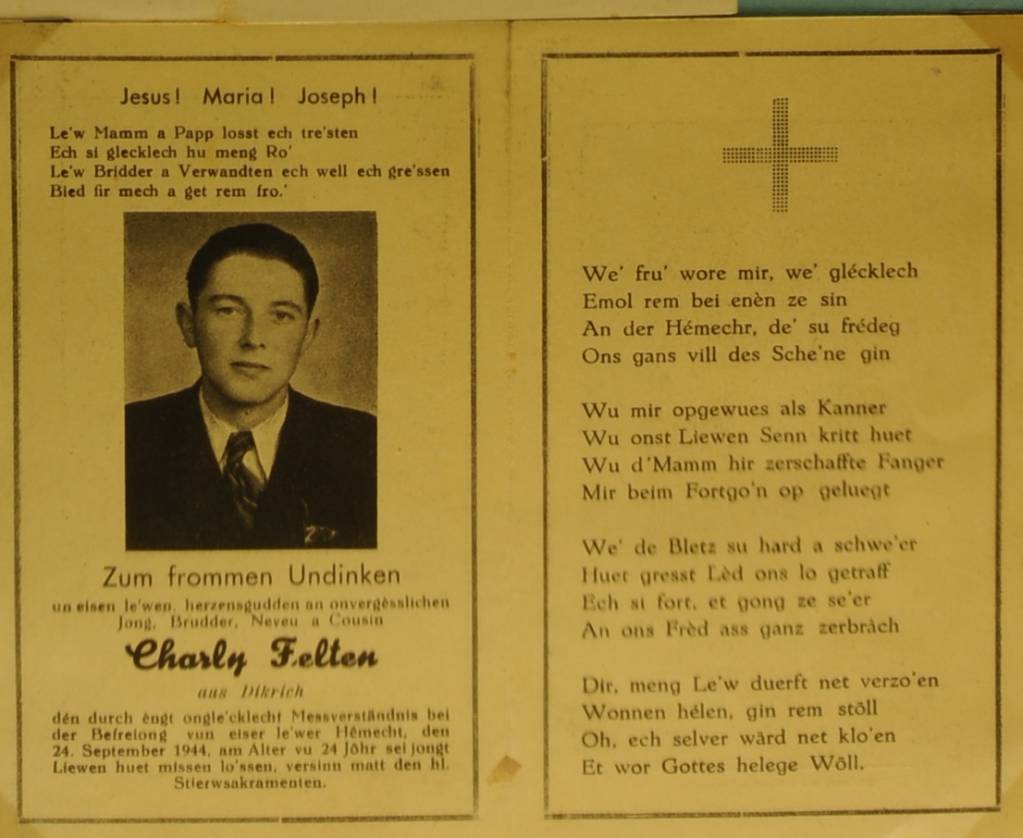 Jesus! Maria! Joseph!
Le'w Mamm a Papp losst ech tre'sten
Ech si glecklech hu meng Ro'
Le'w Bridder a Verwandten ech well ech gre'ssen
Bied fir mech a get rem fro.'
Zum frommen Undinken
un eisen le'wen, herzensgudden an onvergèsslichen
Jong, Brudder, Neveu a Cousin
Charly Felten
aus Dikrich
dén durch èngt ongle'cklecht Messverständnis bei
der Befreiong vun eiser le'wer Hémecht, den
24. September 1944, am Alter vu 24 Jôhr sei jongt
Liewen huet missen lo'ssen, versinn matt den hl.
Stierwsakramenten.
We' fru' wore mir, we' glécklech
Emol rem bei enèn ze sin
An der Hémechr, de' su frédeg
Ons gans vill des Sche'ne gin
Wu mir opgewues als Kanner
Wu onst Liewen Senn kritt huet
Wu d'Mamm hir zerschaffte Fanger
Mir beim Fortgo'n op geluegt
We' de Bletz su hard a schwe'er
Huet gresst Lèd ons lo getraff
Ech si fort, et gong ze se'er
An ons Frèd ass ganz zerbràch
Dir, meng Le'w duerft net verzo'en
Wonnen hélen, gin rem stõll
Oh, ech selver wàrd net klo'en
Et wor Gottes helege Wõll.